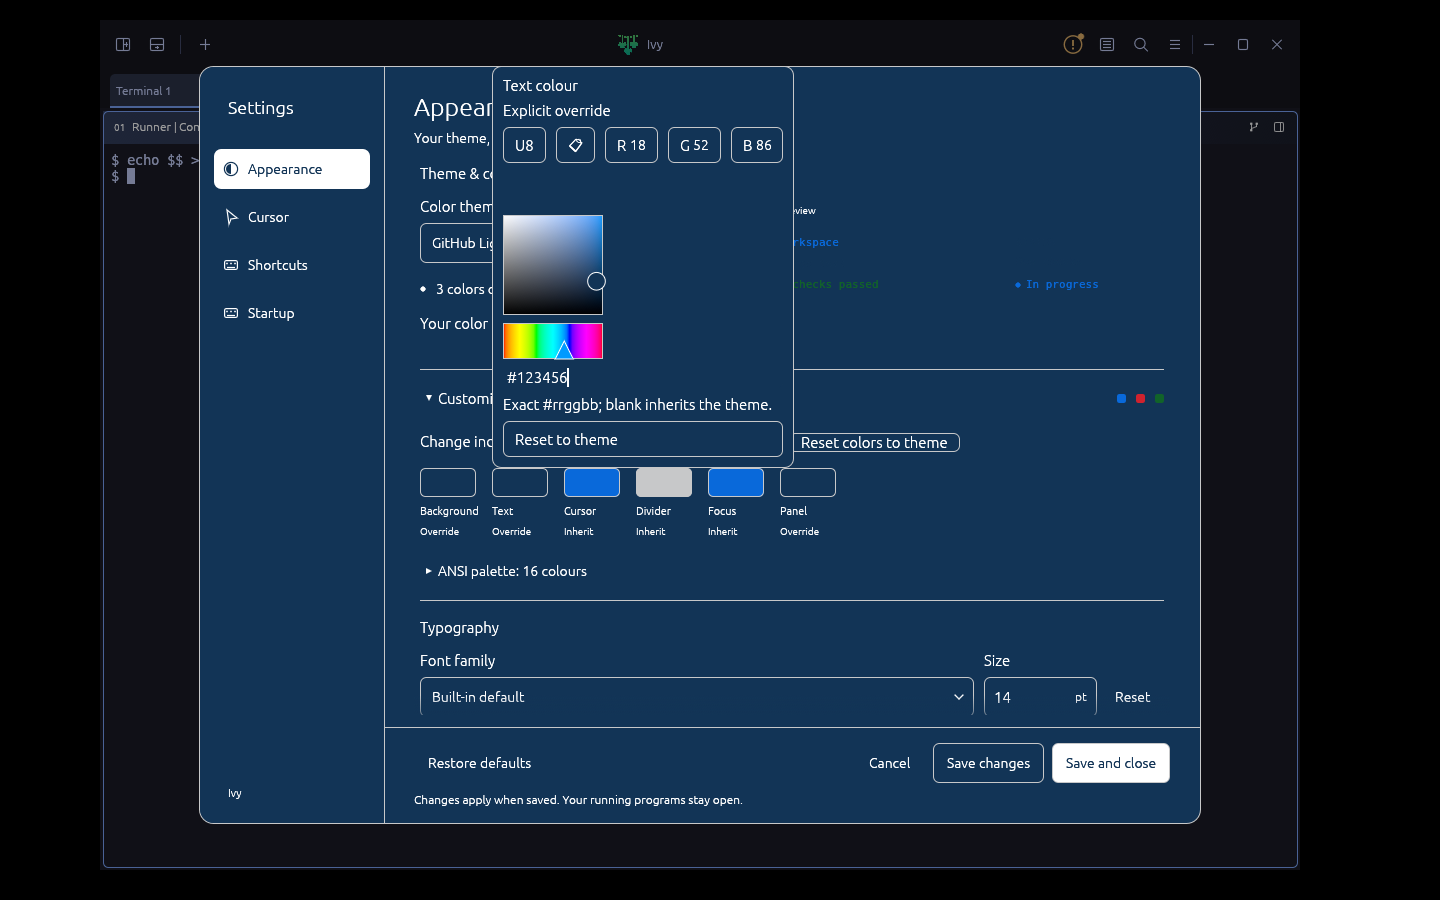 Ivy
Terminal 1
01 Runner | Con
$ echo $$ >
$
Settings
Appearance
Cursor
Shortcuts
Startup
Ivy
Appear
Your theme,
Theme & co
Color them
GitHub Lig
3 colors
Your color
Customi
Change inc
Text colour
Explicit override
U8
R 18
G 52
B 86
#123456
Exact #rrggbb; blank inherits the theme.
Reset to theme
view
rkspace
checks passed
In progress
Reset colors to theme
Background
Text
Cursor
Divider
Focus
Panel
Override
Override
Inherit
Inherit
Inherit
Override
ANSI palette: 16 colours
Typography
Font family
Size
Built-in default
14
pt
Reset
Restore defaults
Cancel
Save changes
Save and close
Changes apply when saved. Your running programs stay open.